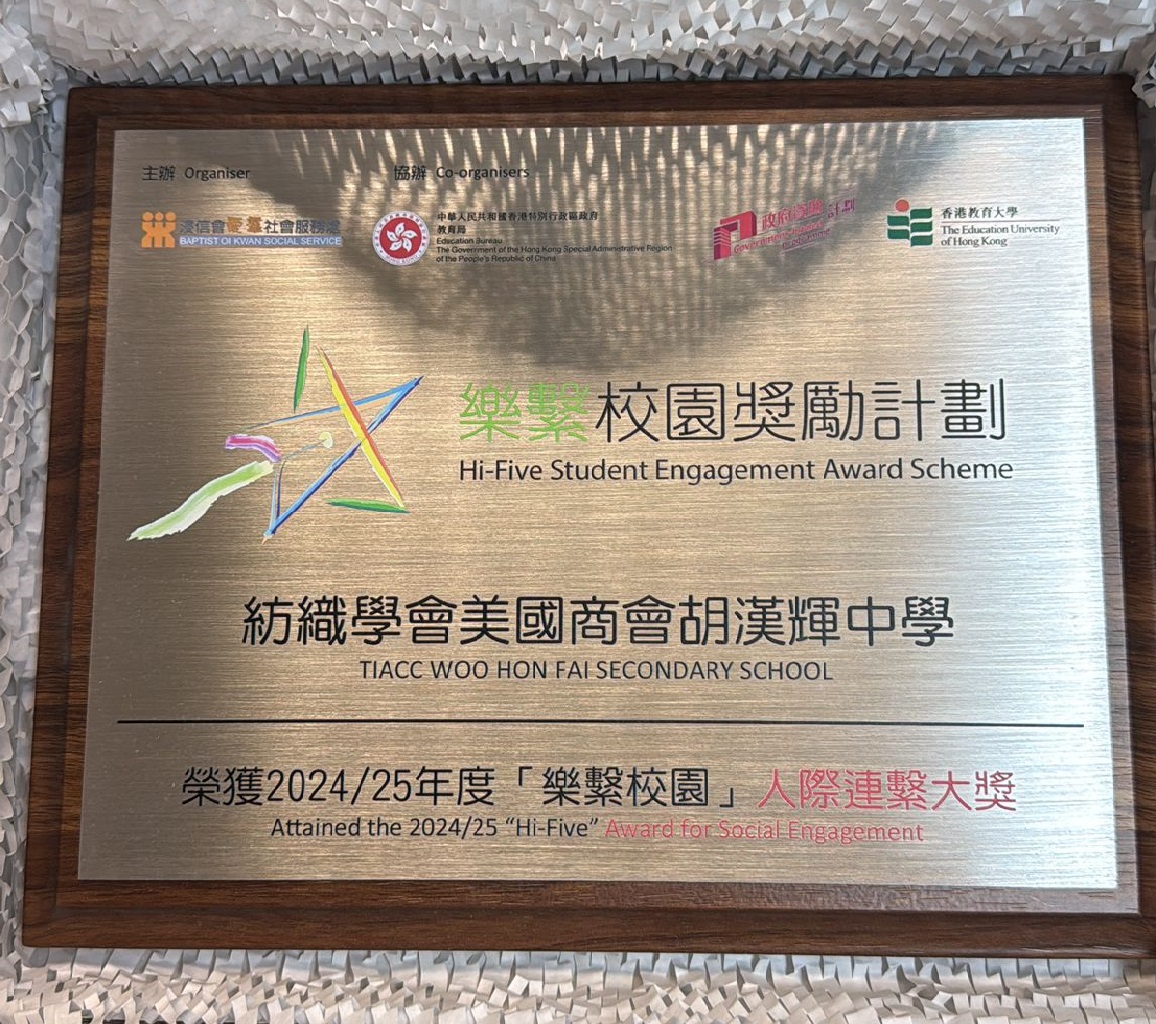 主辦 Organiser
協辦 Co-organisers
浸信會愛羣社會服務處
BAPTIST OI KWAN SOCIAL SERVICE
中華人民共和國香港特別行政區政府
教育局
Education Bureau
The Government of the Hong Kong Special Administrative Region
of the People's Republic of China
政府獎勵計劃
Government
香港教育大學
The Education University
of Hong Kong
樂繫校園獎勵計劃
Hi-Five Student Engagement Award Scheme
紡織學會美國商會胡漢輝中學
TIACC WOO HON FAI SECONDARY SCHOOL
榮獲2024/25年度「樂繫校園」人際連繫大獎
Attained the 2024/25 “Hi-Five” Award for Social Engagement